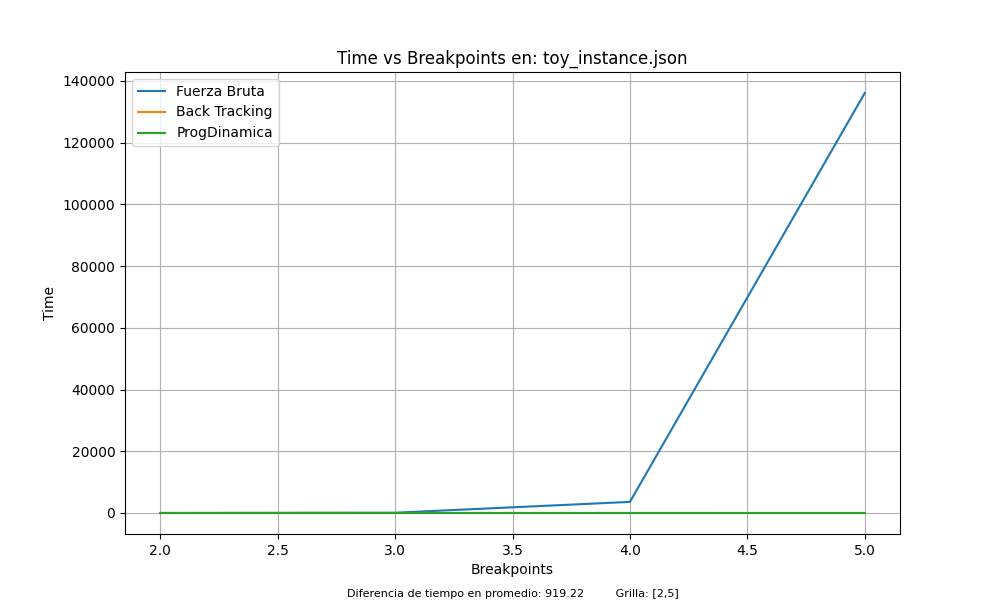 Time vs Breakpoints en: toy_instance.json
Fuerza Bruta
Back Tracking
ProgDinamica
140000
120000
100000
80000
60000
40000
20000
0
Time
2.0 2.5 3.0 3.5 4.0 4.5 5.0
Breakpoints
Diferencia de tiempo en promedio: 919.22 Grilla: [2,5]